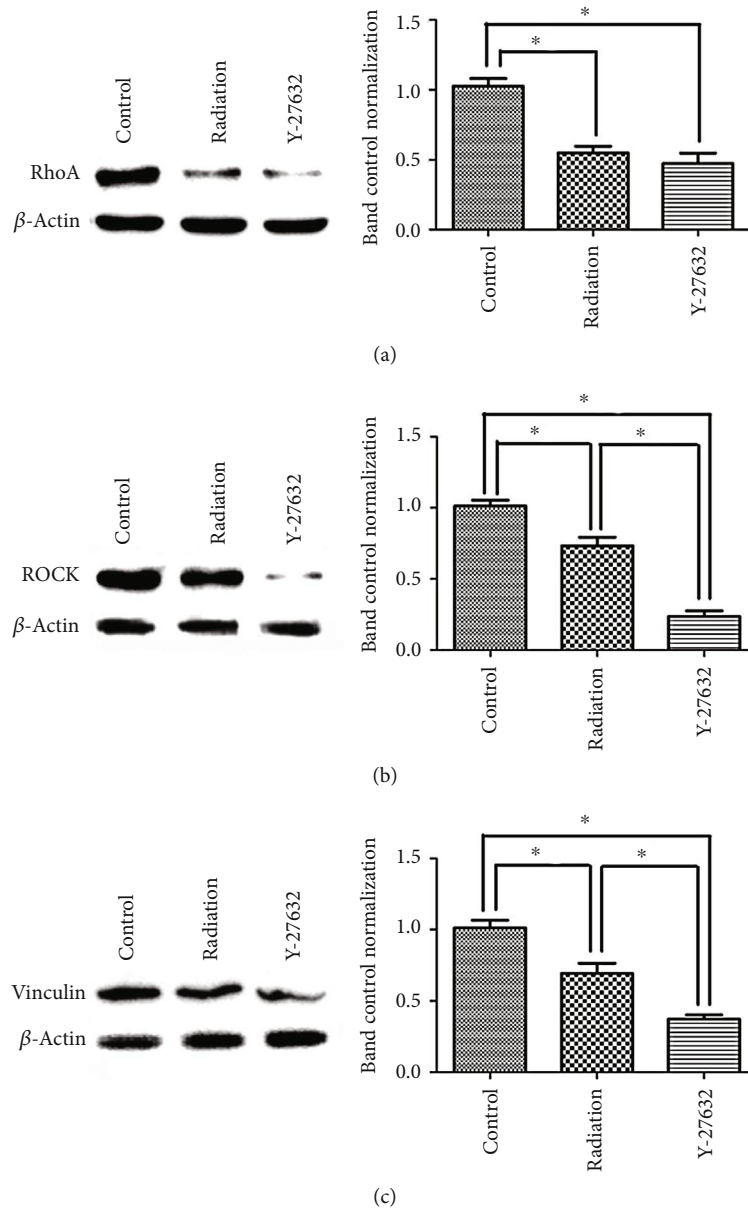 Control
Radiation
Y-27632
RhoA
β-Actin
Band control normalization
1.5
1.0
0.5
0.0
*
*
Control
Radiation
Y-27632
(a)
Control
Radiation
Y-27632
ROCK
β-Actin
Band control normalization
1.5
1.0
0.5
0.0
*
*
*
Control
Radiation
Y-27632
(b)
Control
Radiation
Y-27632
Vinculin
β-Actin
Band control normalization
1.5
1.0
0.5
0.0
*
*
*
Control
Radiation
Y-27632
(c)